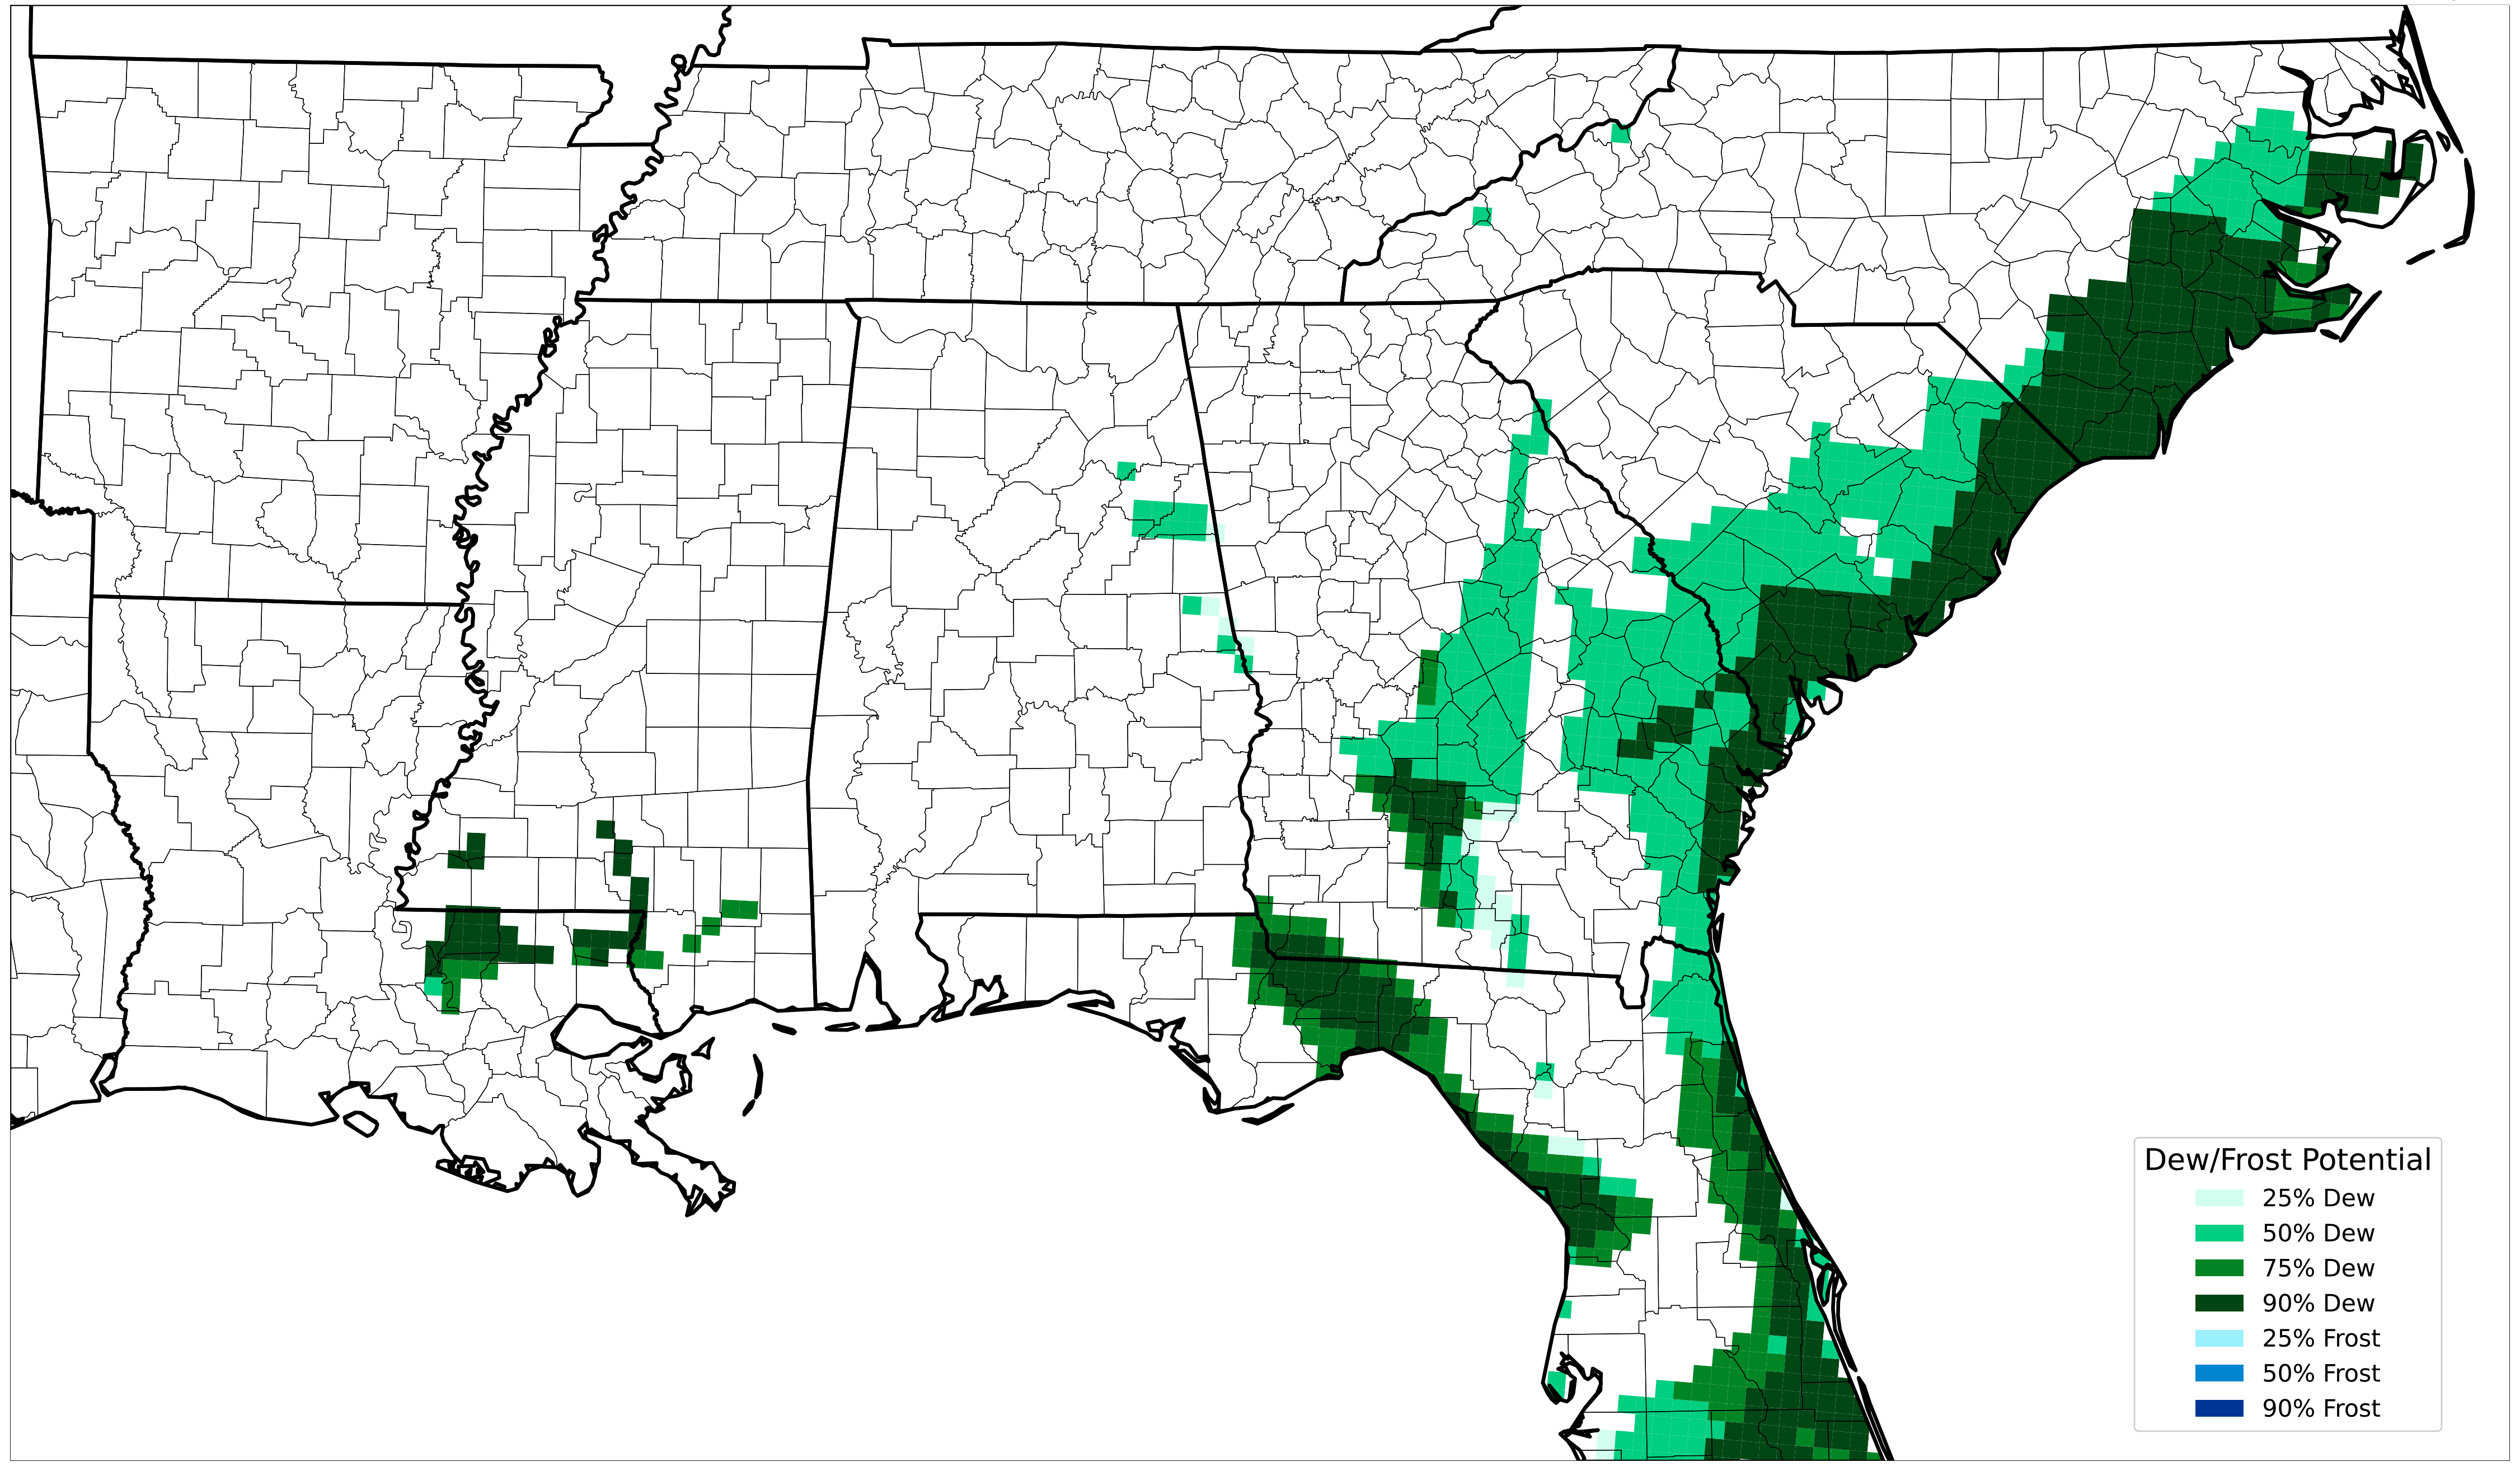 Dew/Frost Potential
25% Dew
50% Dew
75% Dew
90% Dew
25% Frost
50% Frost
90% Frost